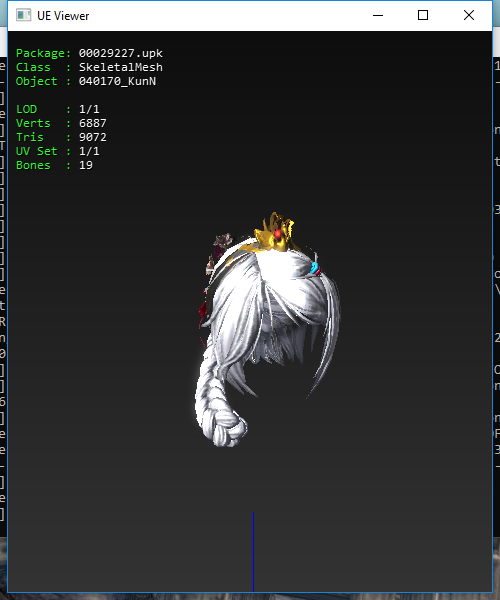 UE Viewer
Package: 00029227.upk
Class : SkeletalMesh
Object : 040170_KunN
LOD : 1/1
Verts : 6887
Tris : 9072
UV Set : 1/1
Bones : 19